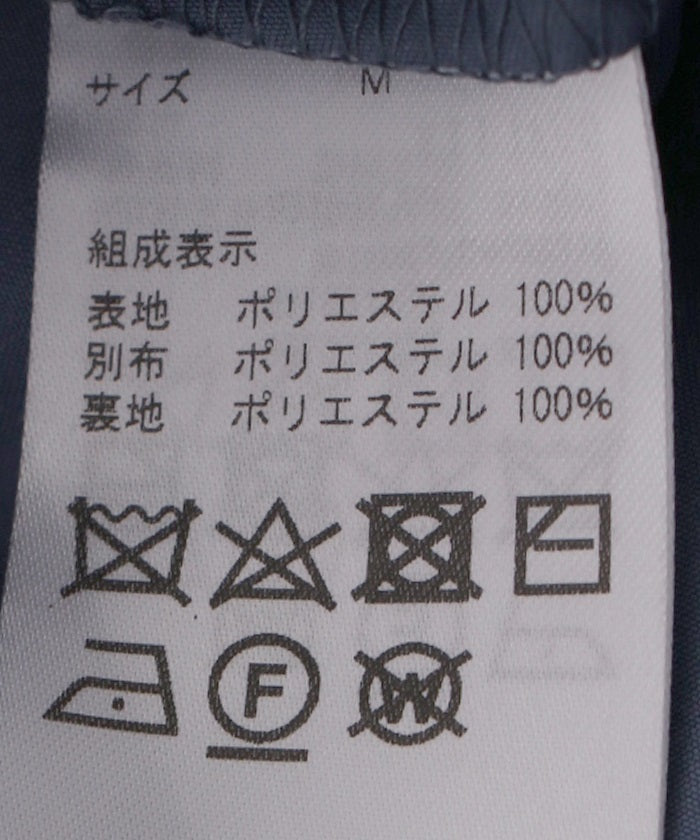 サイズ M
組成表示
表地 ポリエステル 100%
別布 ポリエステル 100%
裏地 ポリエステル 100%
F W